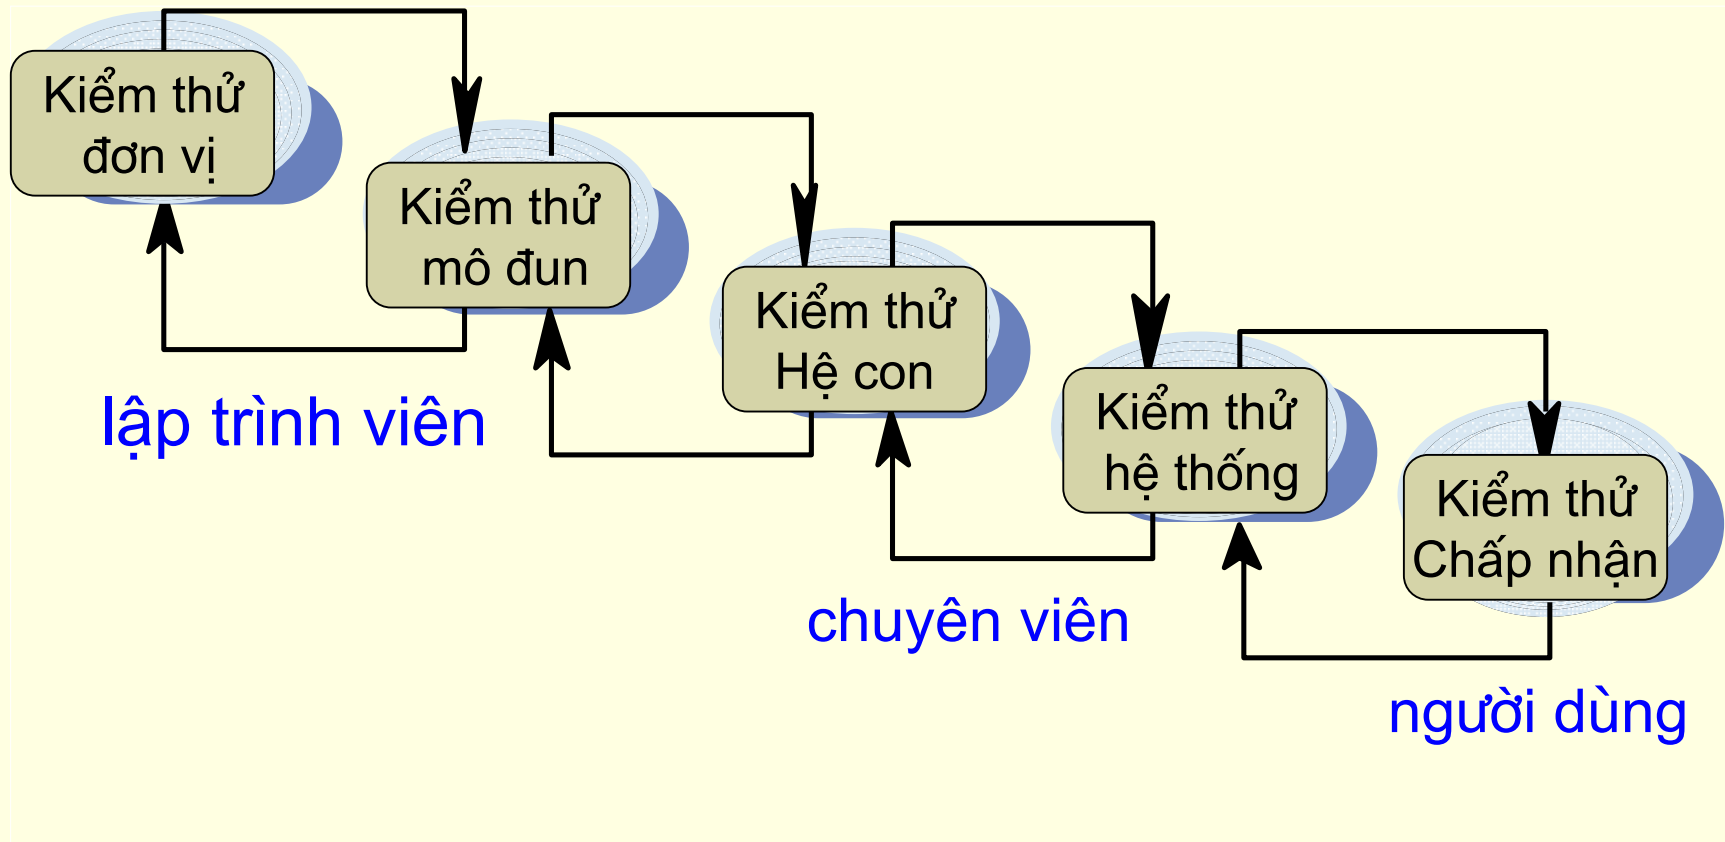 Kiểm thử
đơn vị
Kiểm thử
mô đun
Kiểm thử
Hệ con
Kiểm thử
hệ thống
Kiểm thử
Chấp nhận
lập trình viên
chuyên viên
người dùng